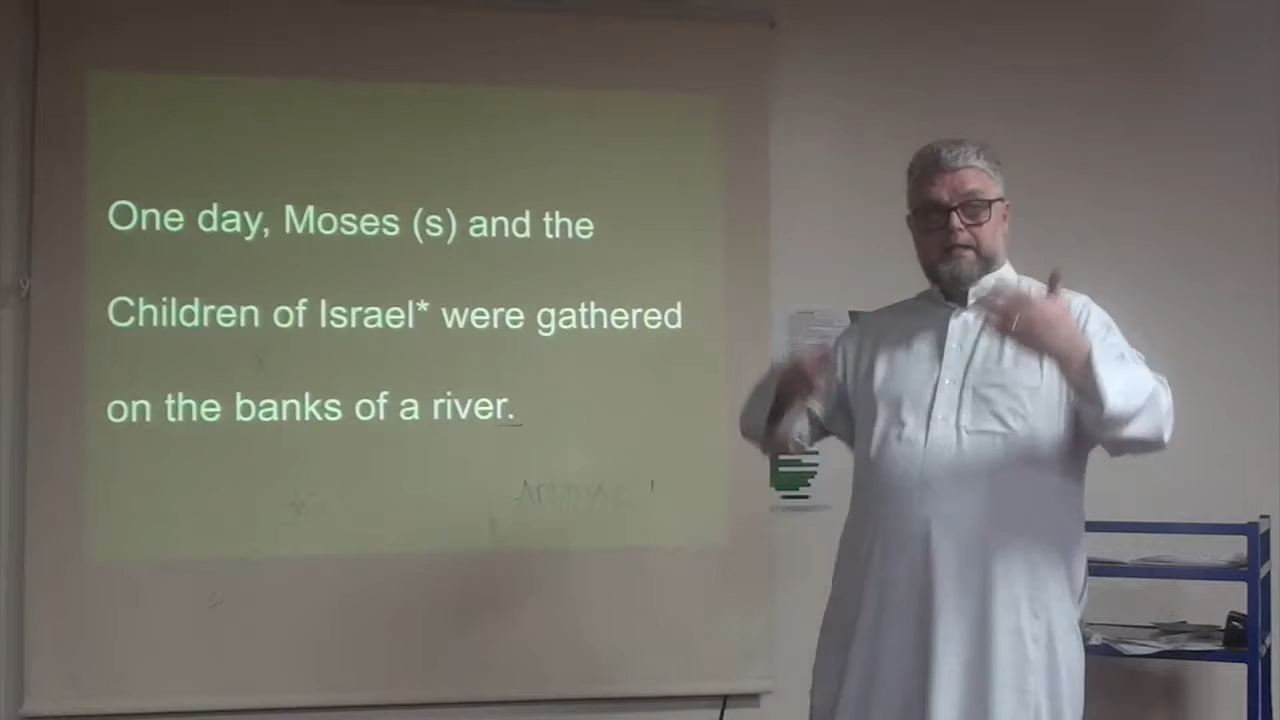 One day, Moses (s) and the
Children of Israel* were gathered
on the banks of a river.